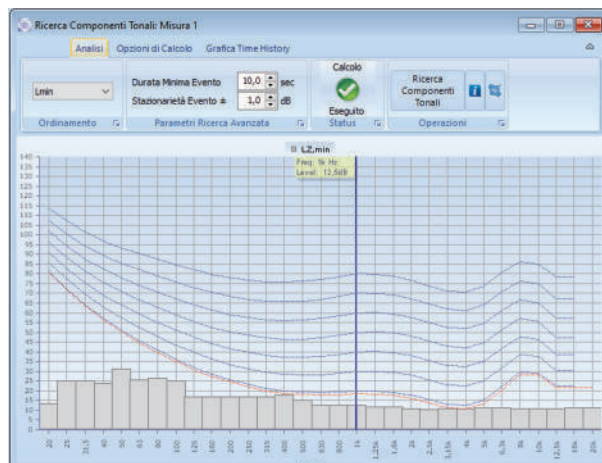 Ricerca Componenti Tonali: Misura 1
Analisi Opzioni di Calcolo Grafica Time History
Calcolo
Lmin
Durata Minima Evento 10,0 sec
Stazionarietà Evento ± 1,0 dB
Eseguito
Ricerca Componenti Tonali
Ordinamento Parametri Ricerca Avanzata Status Operazioni
LZ,min
Level: 12,6dB
140
135
130
125
120
115
110
105
100
95
90
85
80
75
70
65
60
55
50
45
40
35
30
25
20
15
10
5
0
20 25 31,5 40 50 63 80 100 125 160 200 250 315 400 500 630 800 1k 1,25k 1,6k 2k 2,5k 3,15k 4k 5k 6,3k 8k 10k 12,5k 16k 20k